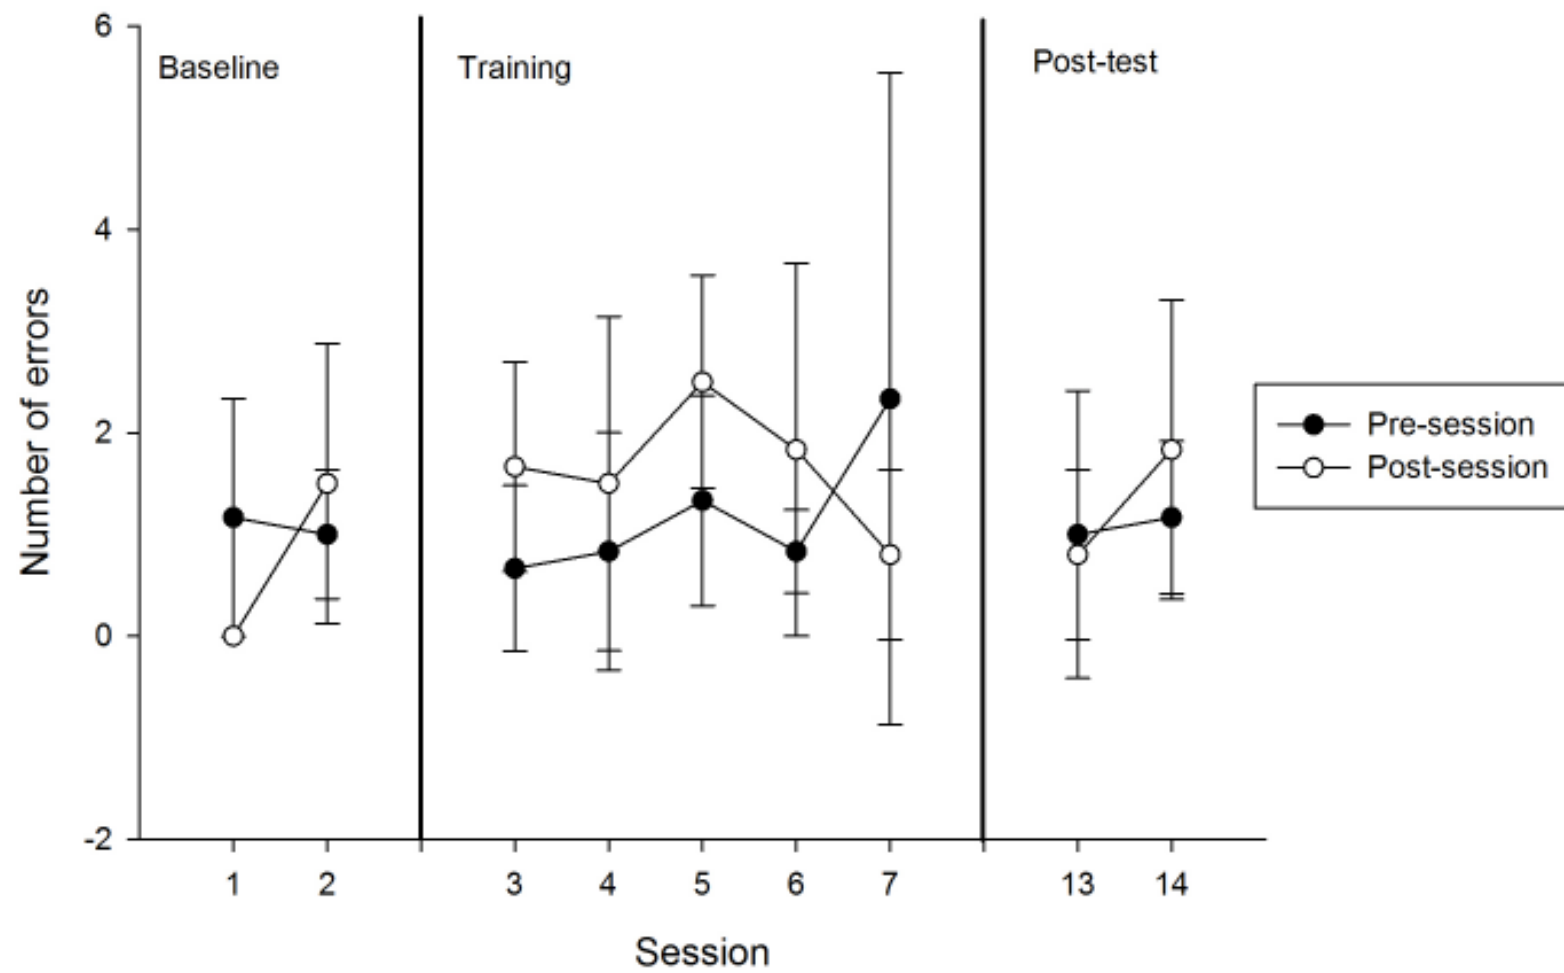 6
Baseline
Training
Post-test
4
2
0
-2
Number of errors
Pre-session
Post-session
1 2 3 4 5 6 7 13 14
Session